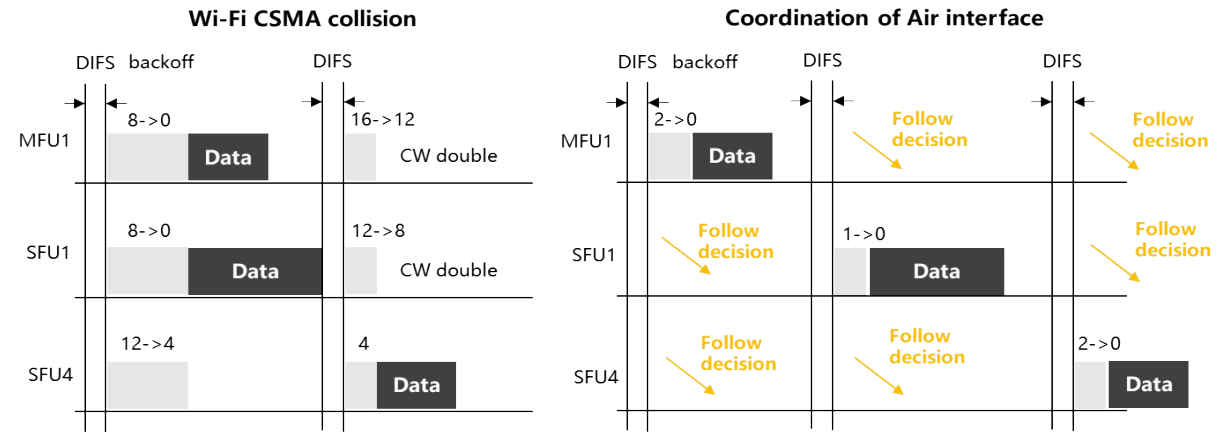 Wi-Fi CSMA collision
DIFS backoff
DIFS
MFU1
8->0
Data
16->12
CW double
SFU1
8->0
Data
12->8
CW double
SFU4
12->4
4
Data
Coordination of Air interface
DIFS backoff
DIFS
DIFS
MFU1
2->0
Data
Follow
decision
Follow
decision
SFU1
Follow
decision
1->0
Data
Follow
decision
SFU4
Follow
decision
Follow
decision
2->0
Data